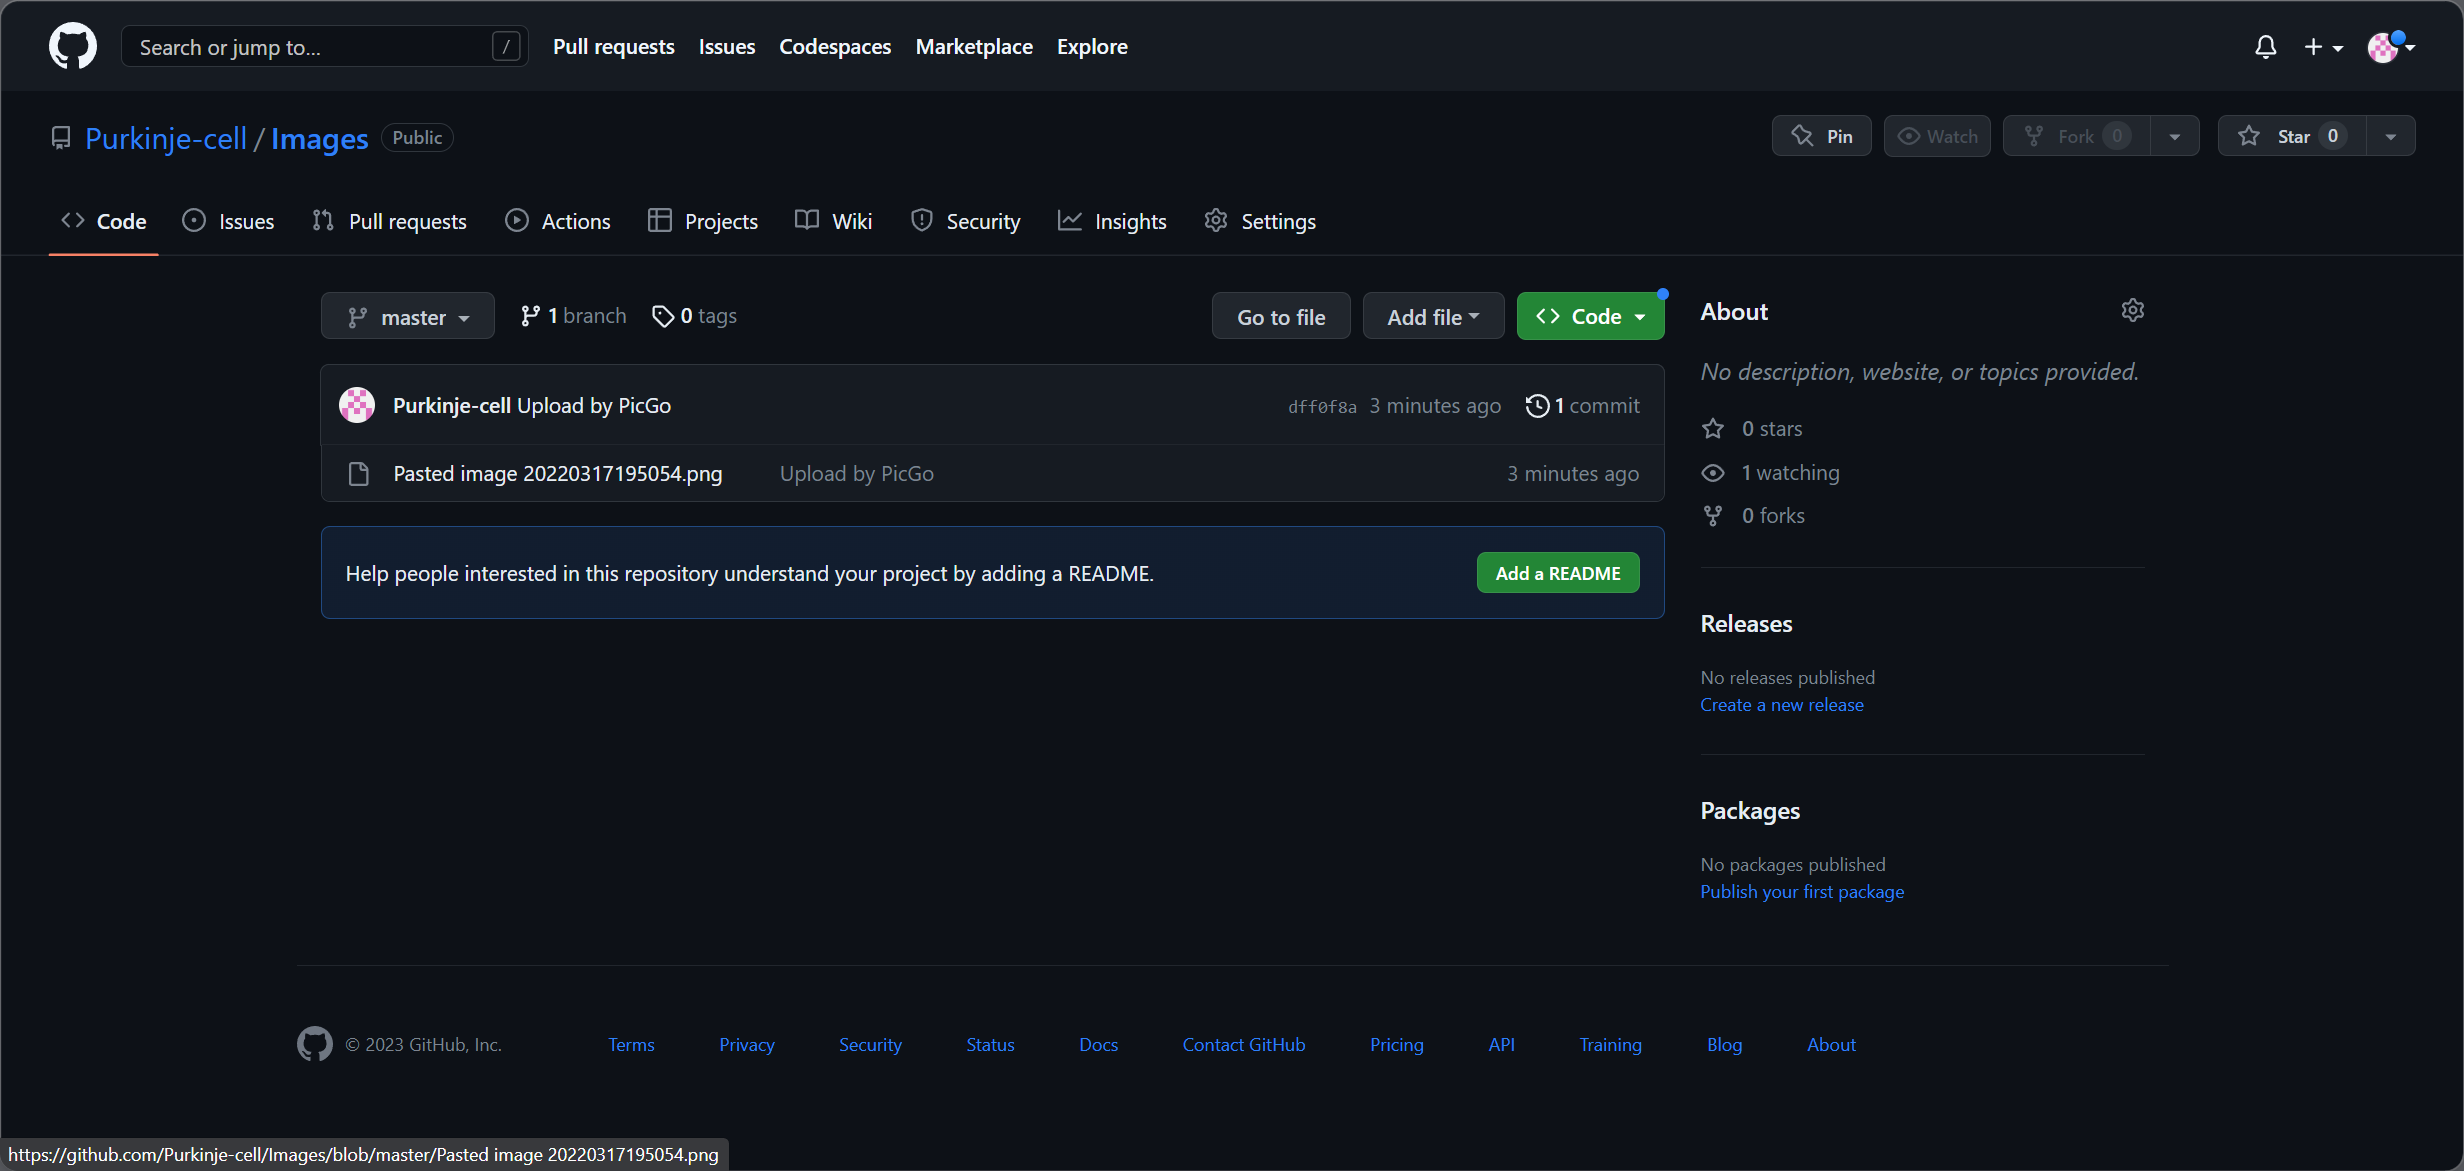 Search or jump to... /
Pull requests Issues Codespaces Marketplace Explore
Purkinje-cell / Images Public
Pin Watch Fork 0 Star 0
Code Issues Pull requests Actions Projects Wiki Security Insights Settings
master 1 branch 0 tags
Go to file Add file Code
Purkinje-cell Upload by PicGo dff0f8a 3 minutes ago 1 commit
Pasted image 20220317195054.png Upload by PicGo 3 minutes ago
Help people interested in this repository understand your project by adding a README. Add a README
About
No description, website, or topics provided.
0 stars
1 watching
0 forks
Releases
No releases published
Create a new release
Packages
No packages published
Publish your first package
© 2023 GitHub, Inc. Terms Privacy Security Status Docs Contact GitHub Pricing API Training Blog About
https://github.com/Purkinje-cell/Images/blob/master/Pasted image 20220317195054.png